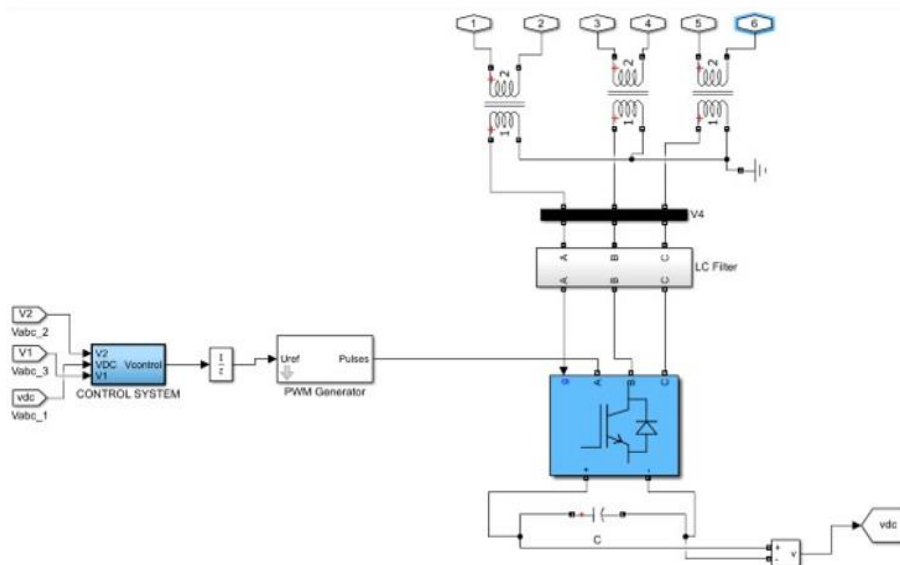 1 2 3 4 5 6
2 2 2
1 1 1
V4
A B C
LC Filter
A B C
V2
Vabc_2
V1
Vabc_3
vdc
Vabc_1
V2
VDC Vcontrol
V1
CONTROL SYSTEM
1
z
Uref Pulses
PWM Generator
g A B C
+ -
+
C
+
-
v
vdc